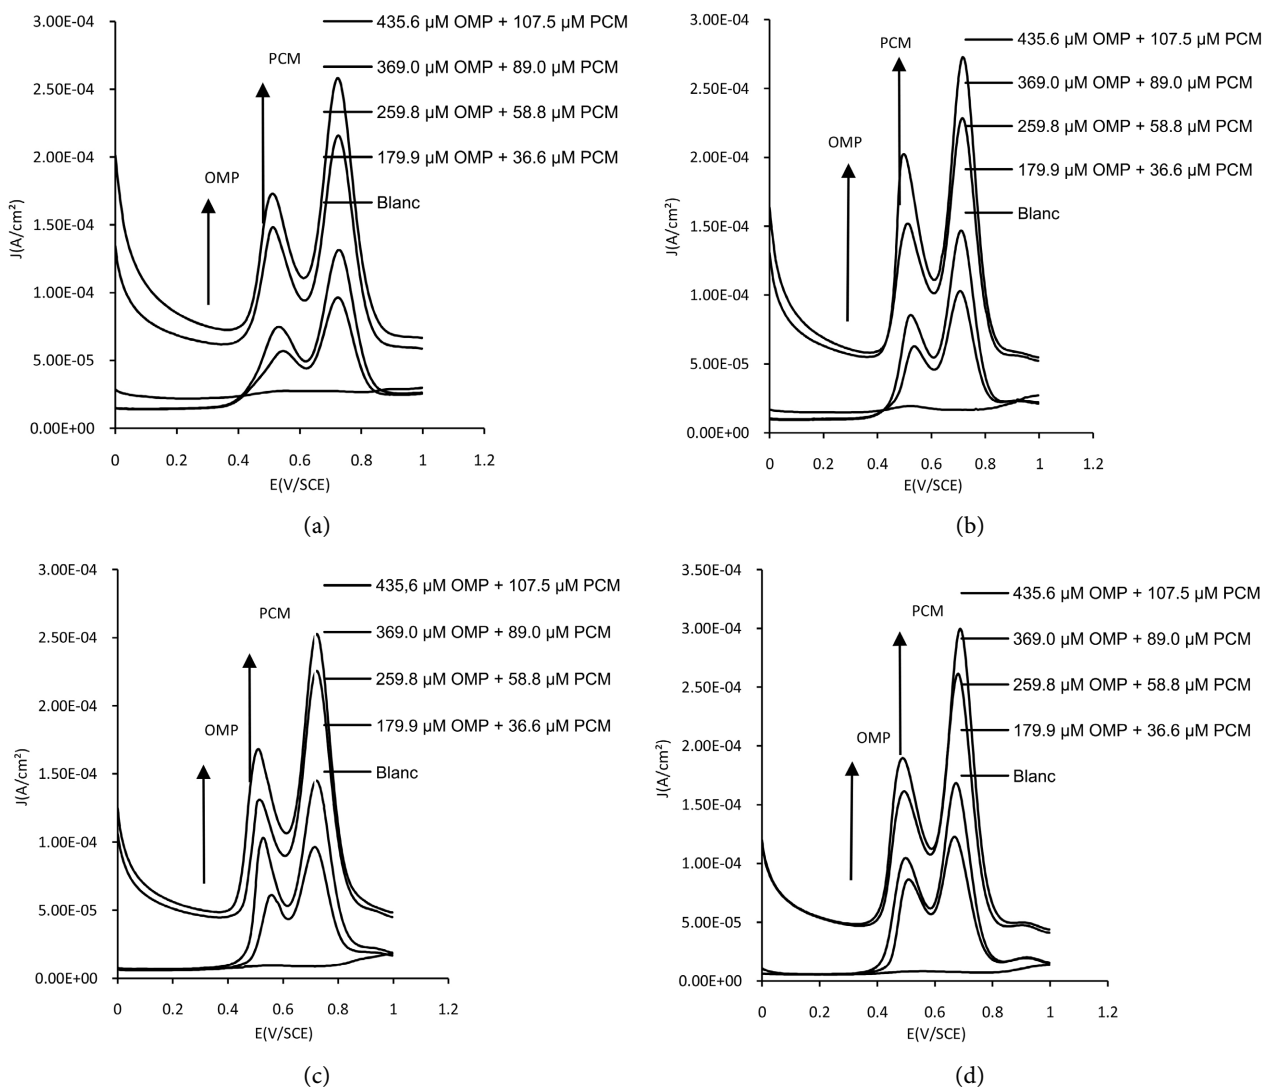 3.00E-04
2.50E-04
2.00E-04
1.50E-04
1.00E-04
5.00E-05
0.00E+00
J(A/cm²)
0 0.2 0.4 0.6 0.8 1 1.2
E(V/SCE)
OMP
PCM
435.6 µM OMP + 107.5 µM PCM
369.0 µM OMP + 89.0 µM PCM
259.8 µM OMP + 58.8 µM PCM
179.9 µM OMP + 36.6 µM PCM
Blanc
(a)
3.00E-04
2.50E-04
2.00E-04
1.50E-04
1.00E-04
5.00E-05
0.00E+00
J(A/cm²)
0 0.2 0.4 0.6 0.8 1 1.2
E(V/SCE)
OMP
PCM
435.6 µM OMP + 107.5 µM PCM
369.0 µM OMP + 89.0 µM PCM
259.8 µM OMP + 58.8 µM PCM
179.9 µM OMP + 36.6 µM PCM
Blanc
(b)
3.00E-04
2.50E-04
2.00E-04
1.50E-04
1.00E-04
5.00E-05
0.00E+00
J(A/cm²)
0 0.2 0.4 0.6 0.8 1 1.2
E(V/SCE)
OMP
PCM
435,6 µM OMP + 107.5 µM PCM
369.0 µM OMP + 89.0 µM PCM
259.8 µM OMP + 58.8 µM PCM
179.9 µM OMP + 36.6 µM PCM
Blanc
(c)
3.50E-04
3.00E-04
2.50E-04
2.00E-04
1.50E-04
1.00E-04
5.00E-05
0.00E+00
J(A/cm²)
0 0.2 0.4 0.6 0.8 1 1.2
E(V/SCE)
OMP
PCM
435.6 µM OMP + 107.5 µM PCM
369.0 µM OMP + 89.0 µM PCM
259.8 µM OMP + 58.8 µM PCM
179.9 µM OMP + 36.6 µM PCM
Blanc
(d)